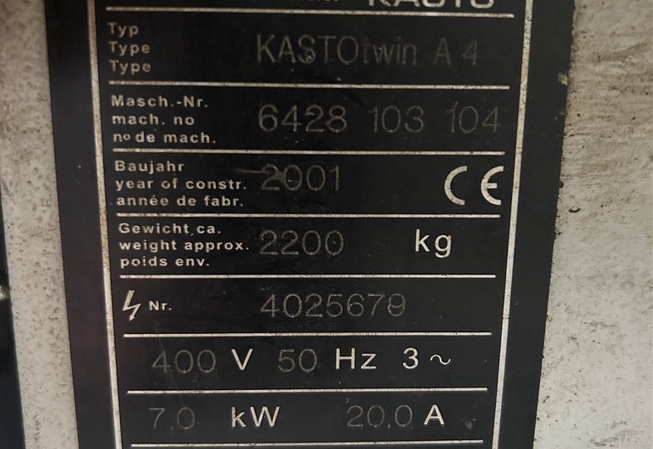 KASTO
Typ
Type KASTOtwin A 4
Type
Masch.-Nr.
mach. no 6428 103 104
nº de mach.
Baujahr
year of constr. 2001 CE
année de fabr.
Gewicht ca.
weight approx. 2200 kg
poids env.
Nr. 4025679
400 V 50 Hz 3 ~
7.0 kW 20.0 A